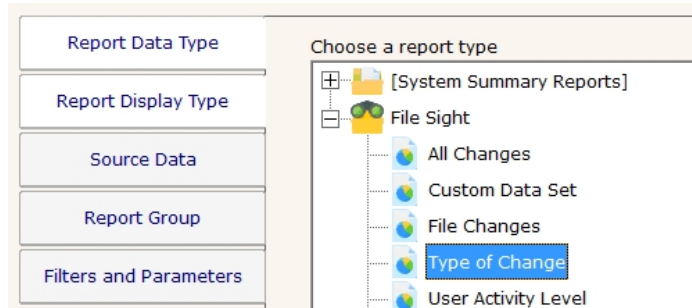 Report Data Type
Report Display Type
Source Data
Report Group
Filters and Parameters
Choose a report type
[System Summary Reports]
File Sight
All Changes
Custom Data Set
File Changes
Type of Change
User Activity Level